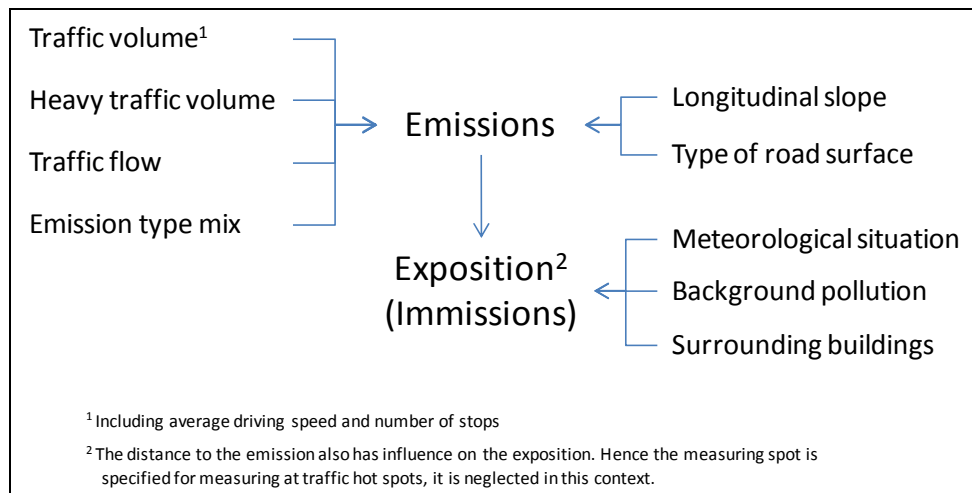 Traffic volume¹
Heavy traffic volume
Traffic flow
Emission type mix
Emissions
Longitudinal slope
Type of road surface
Exposition²
(Immissions)
Meteorological situation
Background pollution
Surrounding buildings
¹ Including average driving speed and number of stops
² The distance to the emission also has influence on the exposition. Hence the measuring spot is
specified for measuring at traffic hot spots, it is neglected in this context.